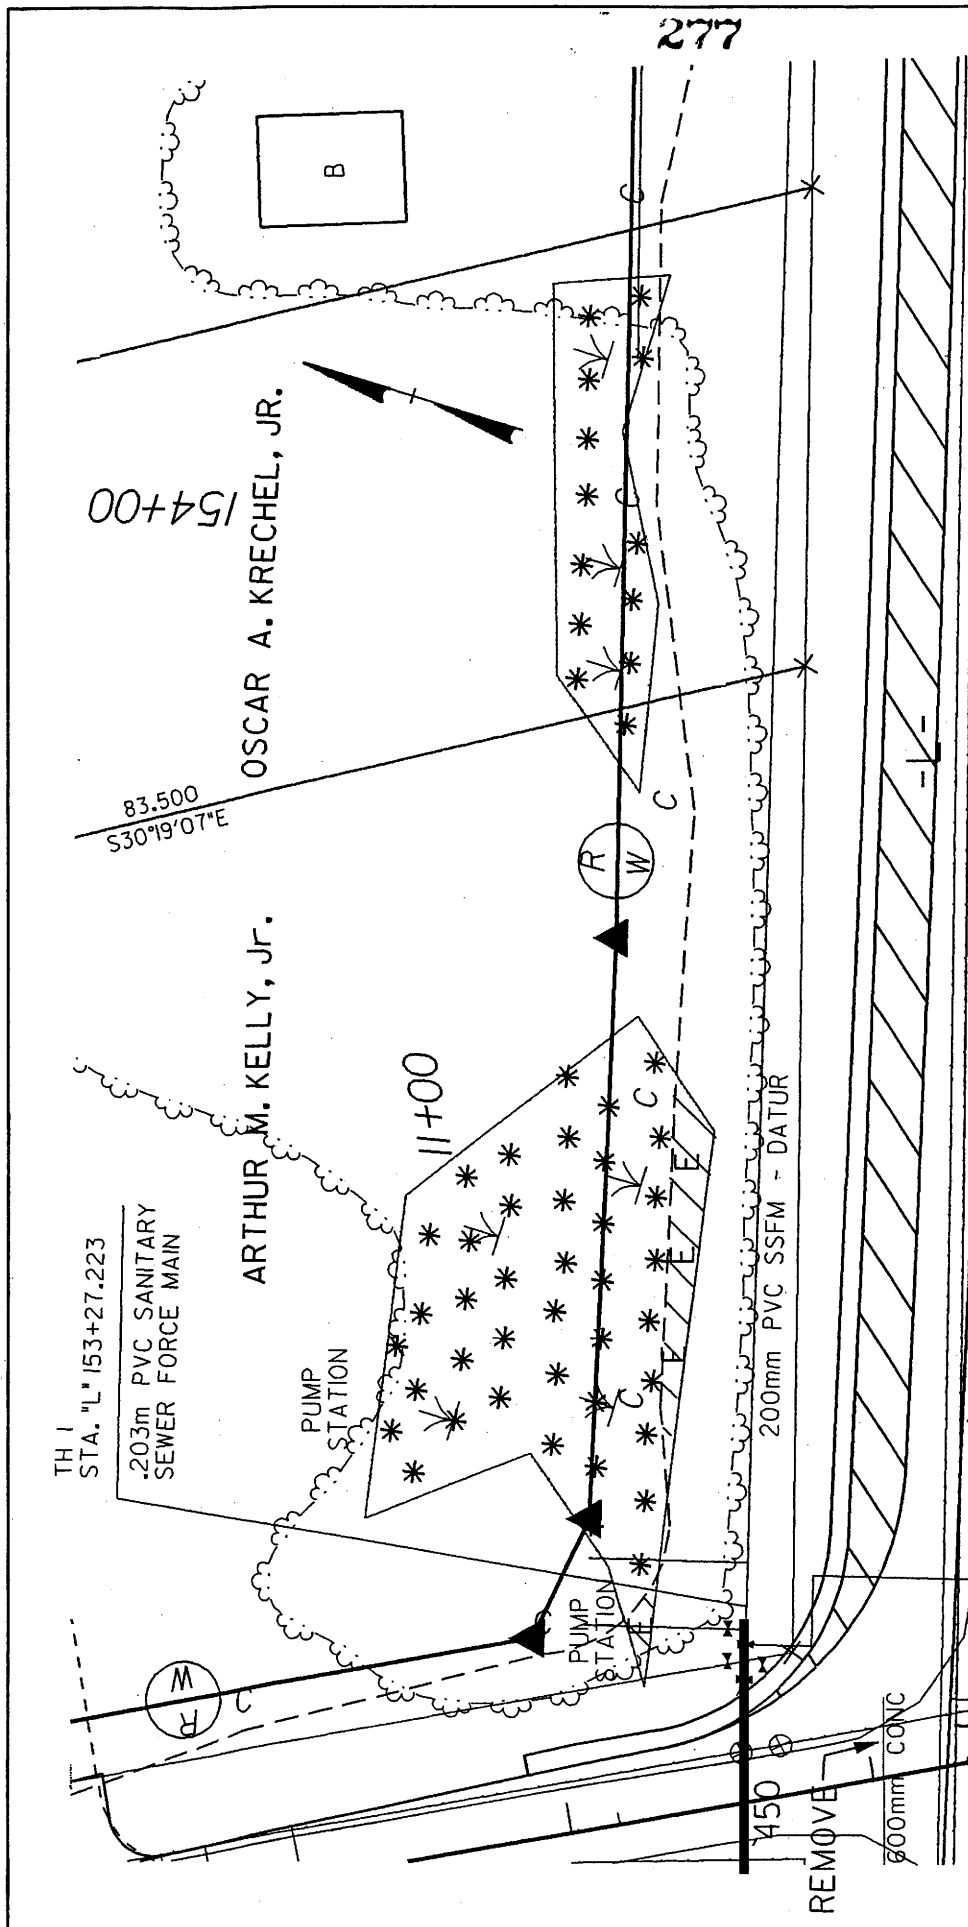 277
B
C
154+00
OSCAR A. KRECHEL, JR.
C
C
83.500
S30°19'07"E
C
R
W
ARTHUR M. KELLY, Jr.
11+00
C
E
E
-L-
200mm PVC SSFM - DATUR
TH 1
STA. "L" 153+27.223
.203m PVC SANITARY
SEWER FORCE MAIN
PUMP
STATION
C
F
PUMP
STATION
F
R
W
C
450
REMOVE
600mm CONC